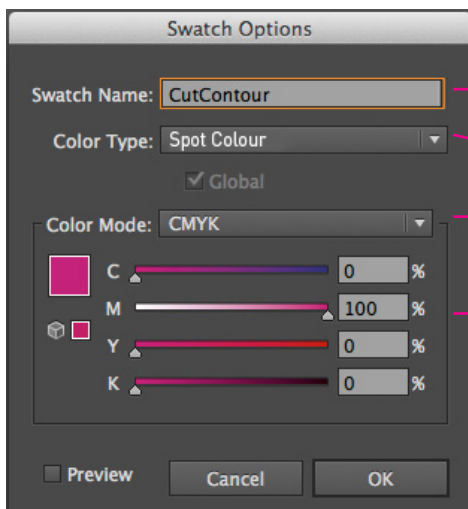 Swatch Options
Swatch Name: CutContour
Color Type: Spot Colour
Global
Color Mode: CMYK
C 0 %
M 100 %
Y 0 %
K 0 %
Preview Cancel OK